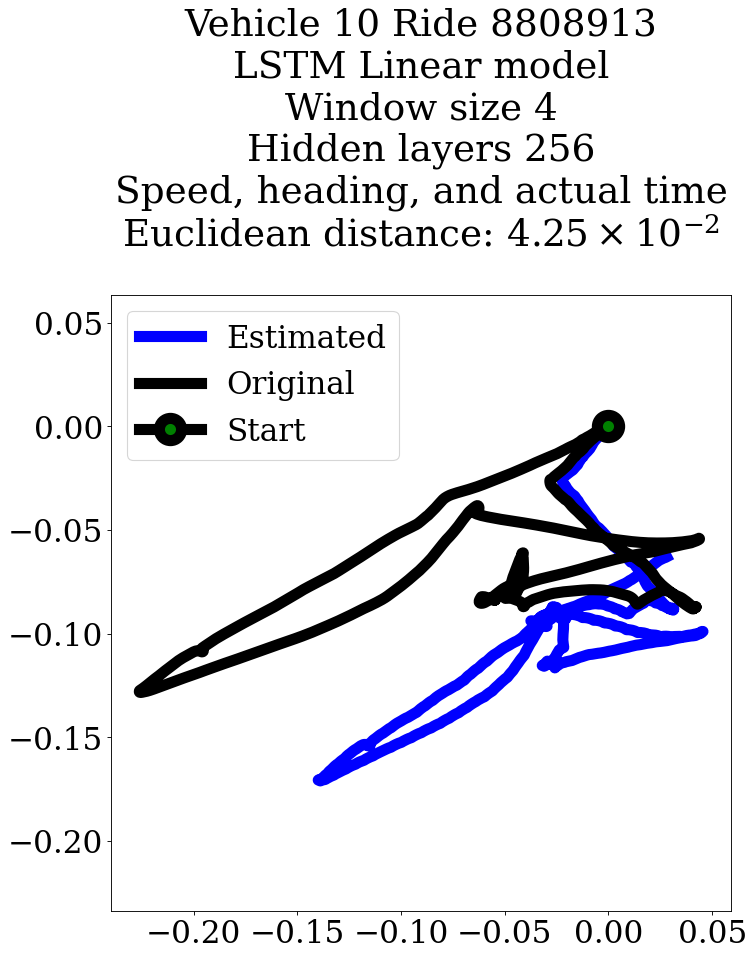 Vehicle 10 Ride 8808913
LSTM Linear model
Window size 4
Hidden layers 256
Speed, heading, and actual time
Euclidean distance: 4.25 × 10⁻²
Estimated
Original
Start
0.05
0.00
−0.05
−0.10
−0.15
−0.20
−0.20 −0.15 −0.10 −0.05 0.00 0.05